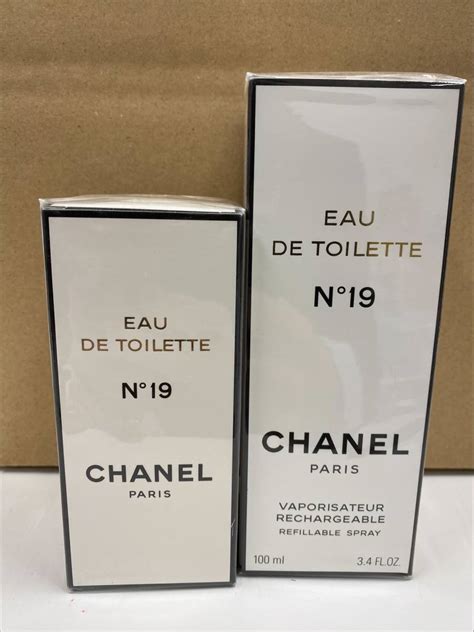 EAU
DE TOILETTE
N°19
CHANEL
PARIS
EAU
DE TOILETTE
N°19
CHANEL
PARIS
VAPORISATEUR
RECHARGEABLE
REFILLABLE SPRAY
100 ml 3.4 FL.OZ.